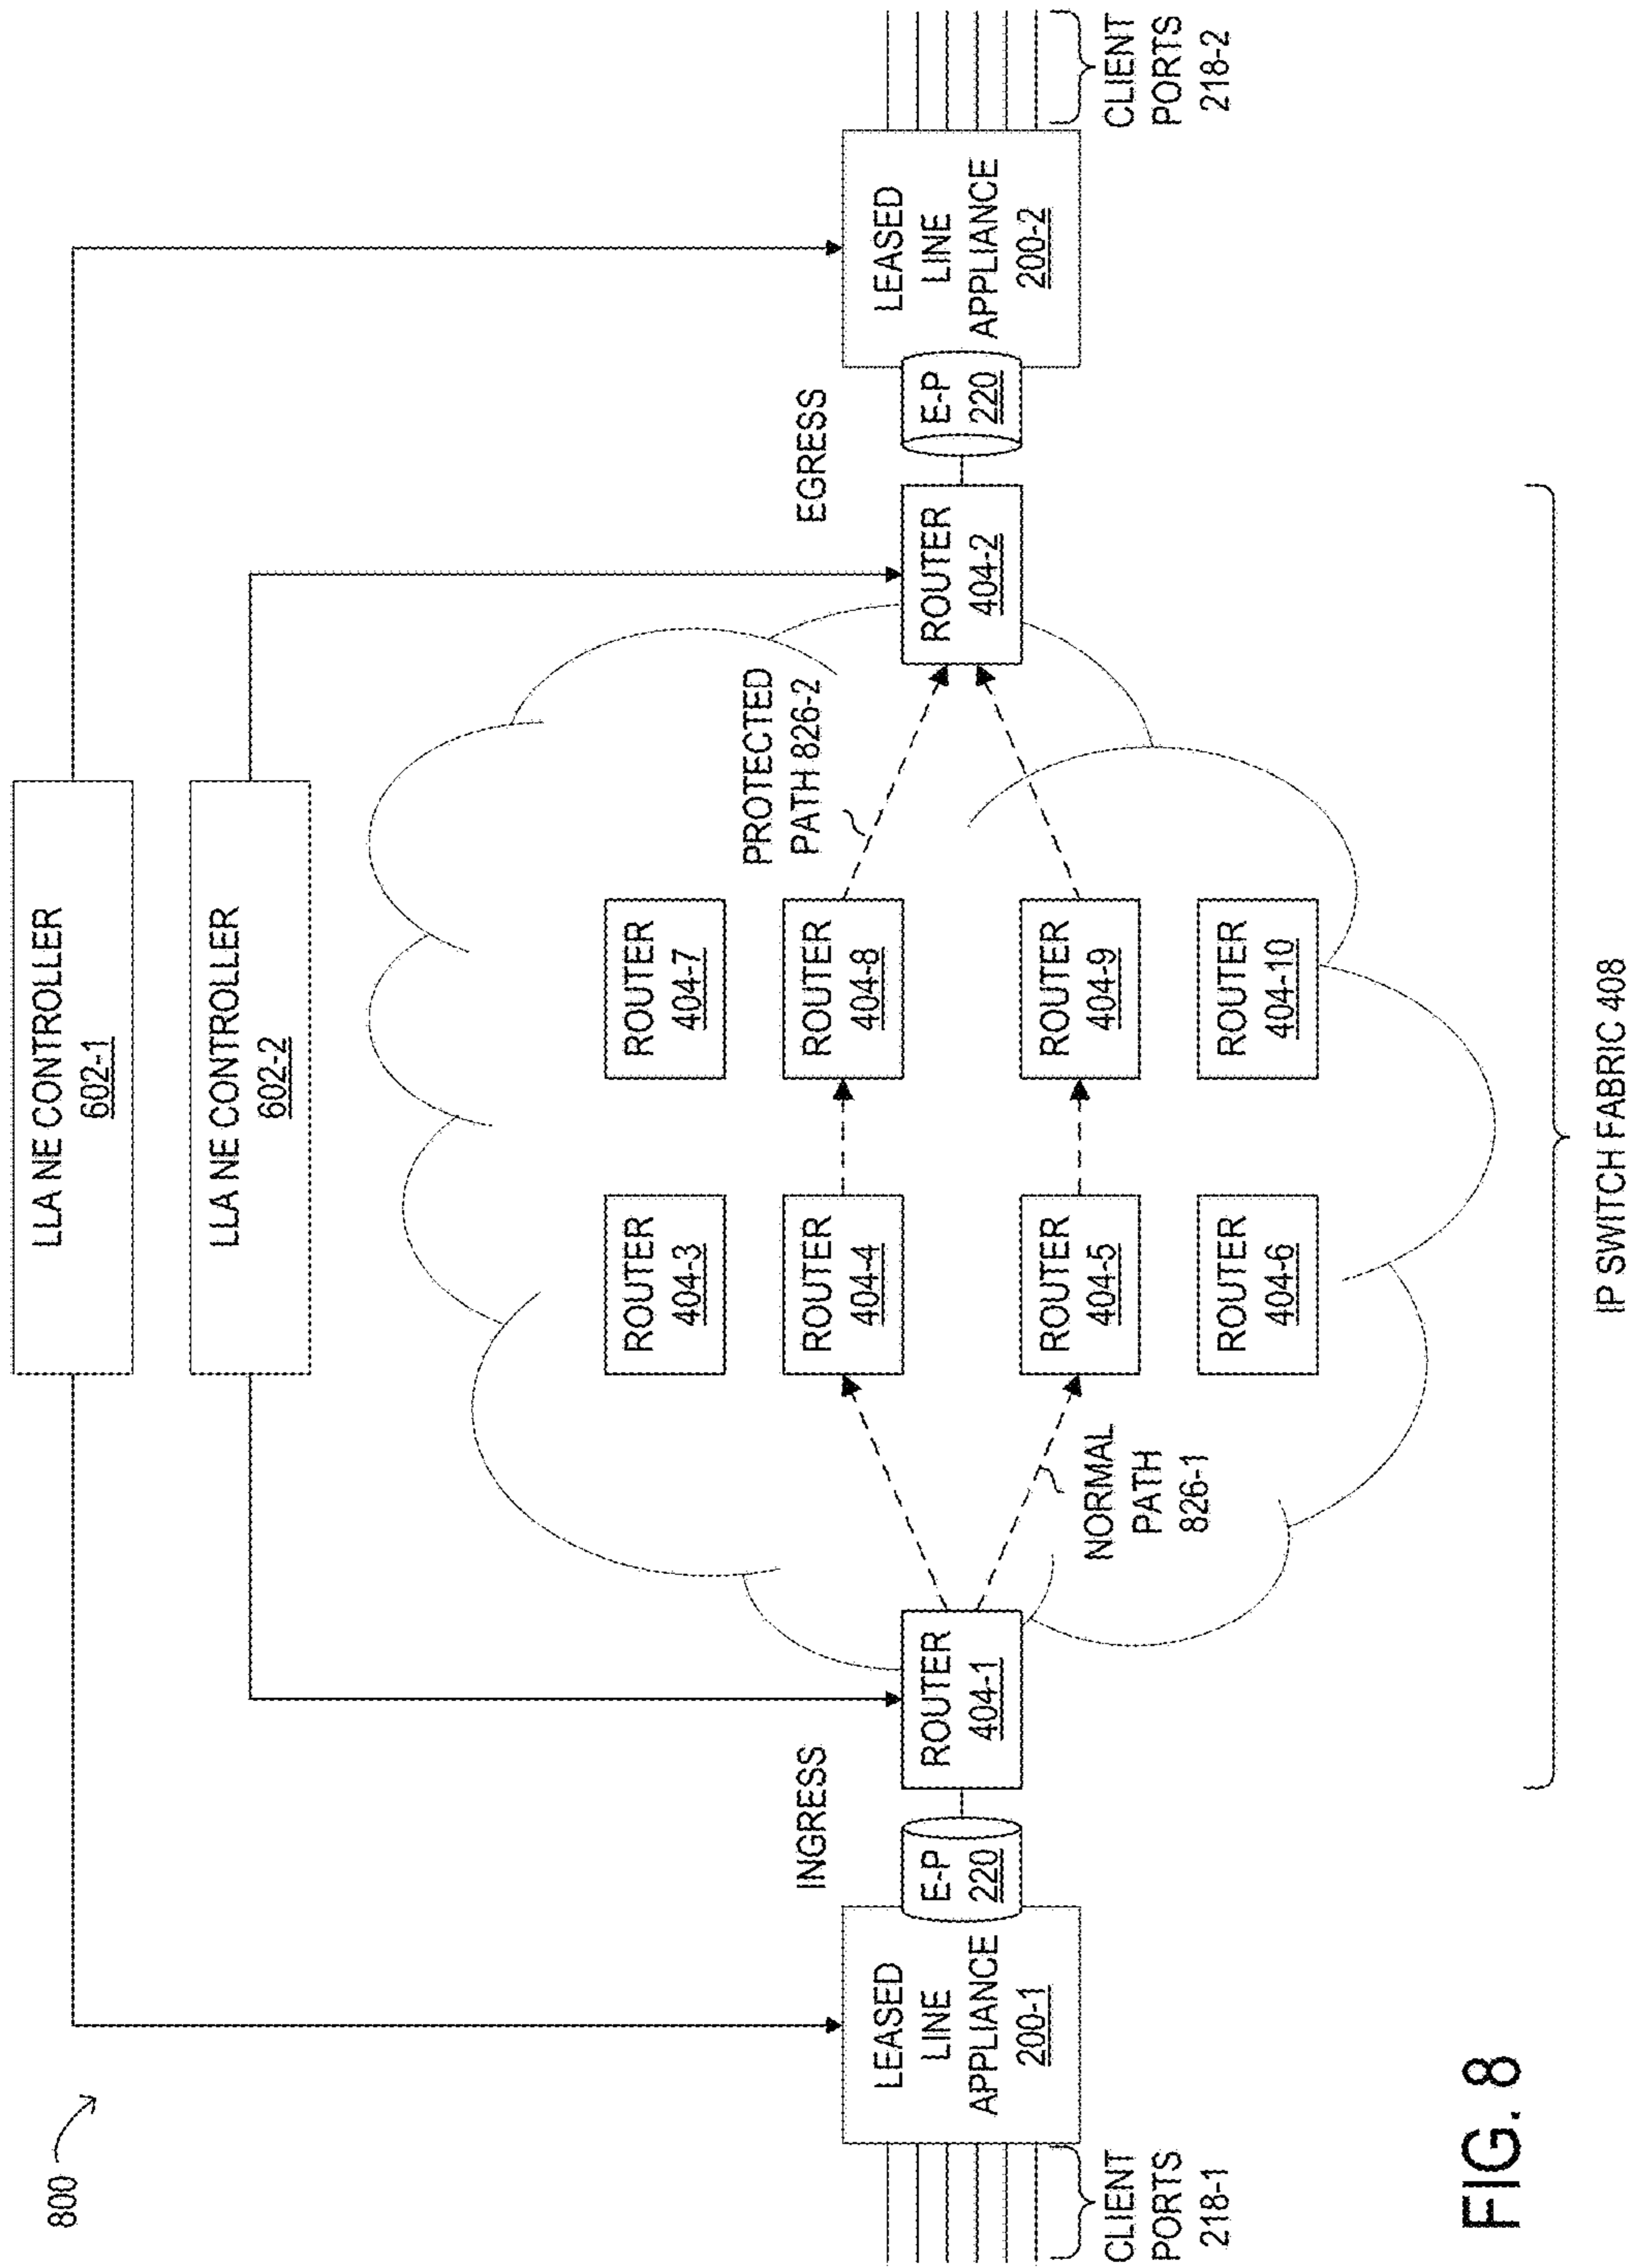 800
LLA NE CONTROLLER
602-1
LLA NE CONTROLLER
602-2
INGRESS
EGRESS
CLIENT
PORTS
218-1
LEASED
LINE
APPLIANCE
200-1
E-P
220
ROUTER
404-1
NORMAL
PATH
826-1
ROUTER
404-3
ROUTER
404-4
ROUTER
404-5
ROUTER
404-6
ROUTER
404-7
ROUTER
404-8
ROUTER
404-9
ROUTER
404-10
PROTECTED
PATH 826-2
ROUTER
404-2
E-P
220
LEASED
LINE
APPLIANCE
200-2
CLIENT
PORTS
218-2
IP SWITCH FABRIC 408
FIG. 8